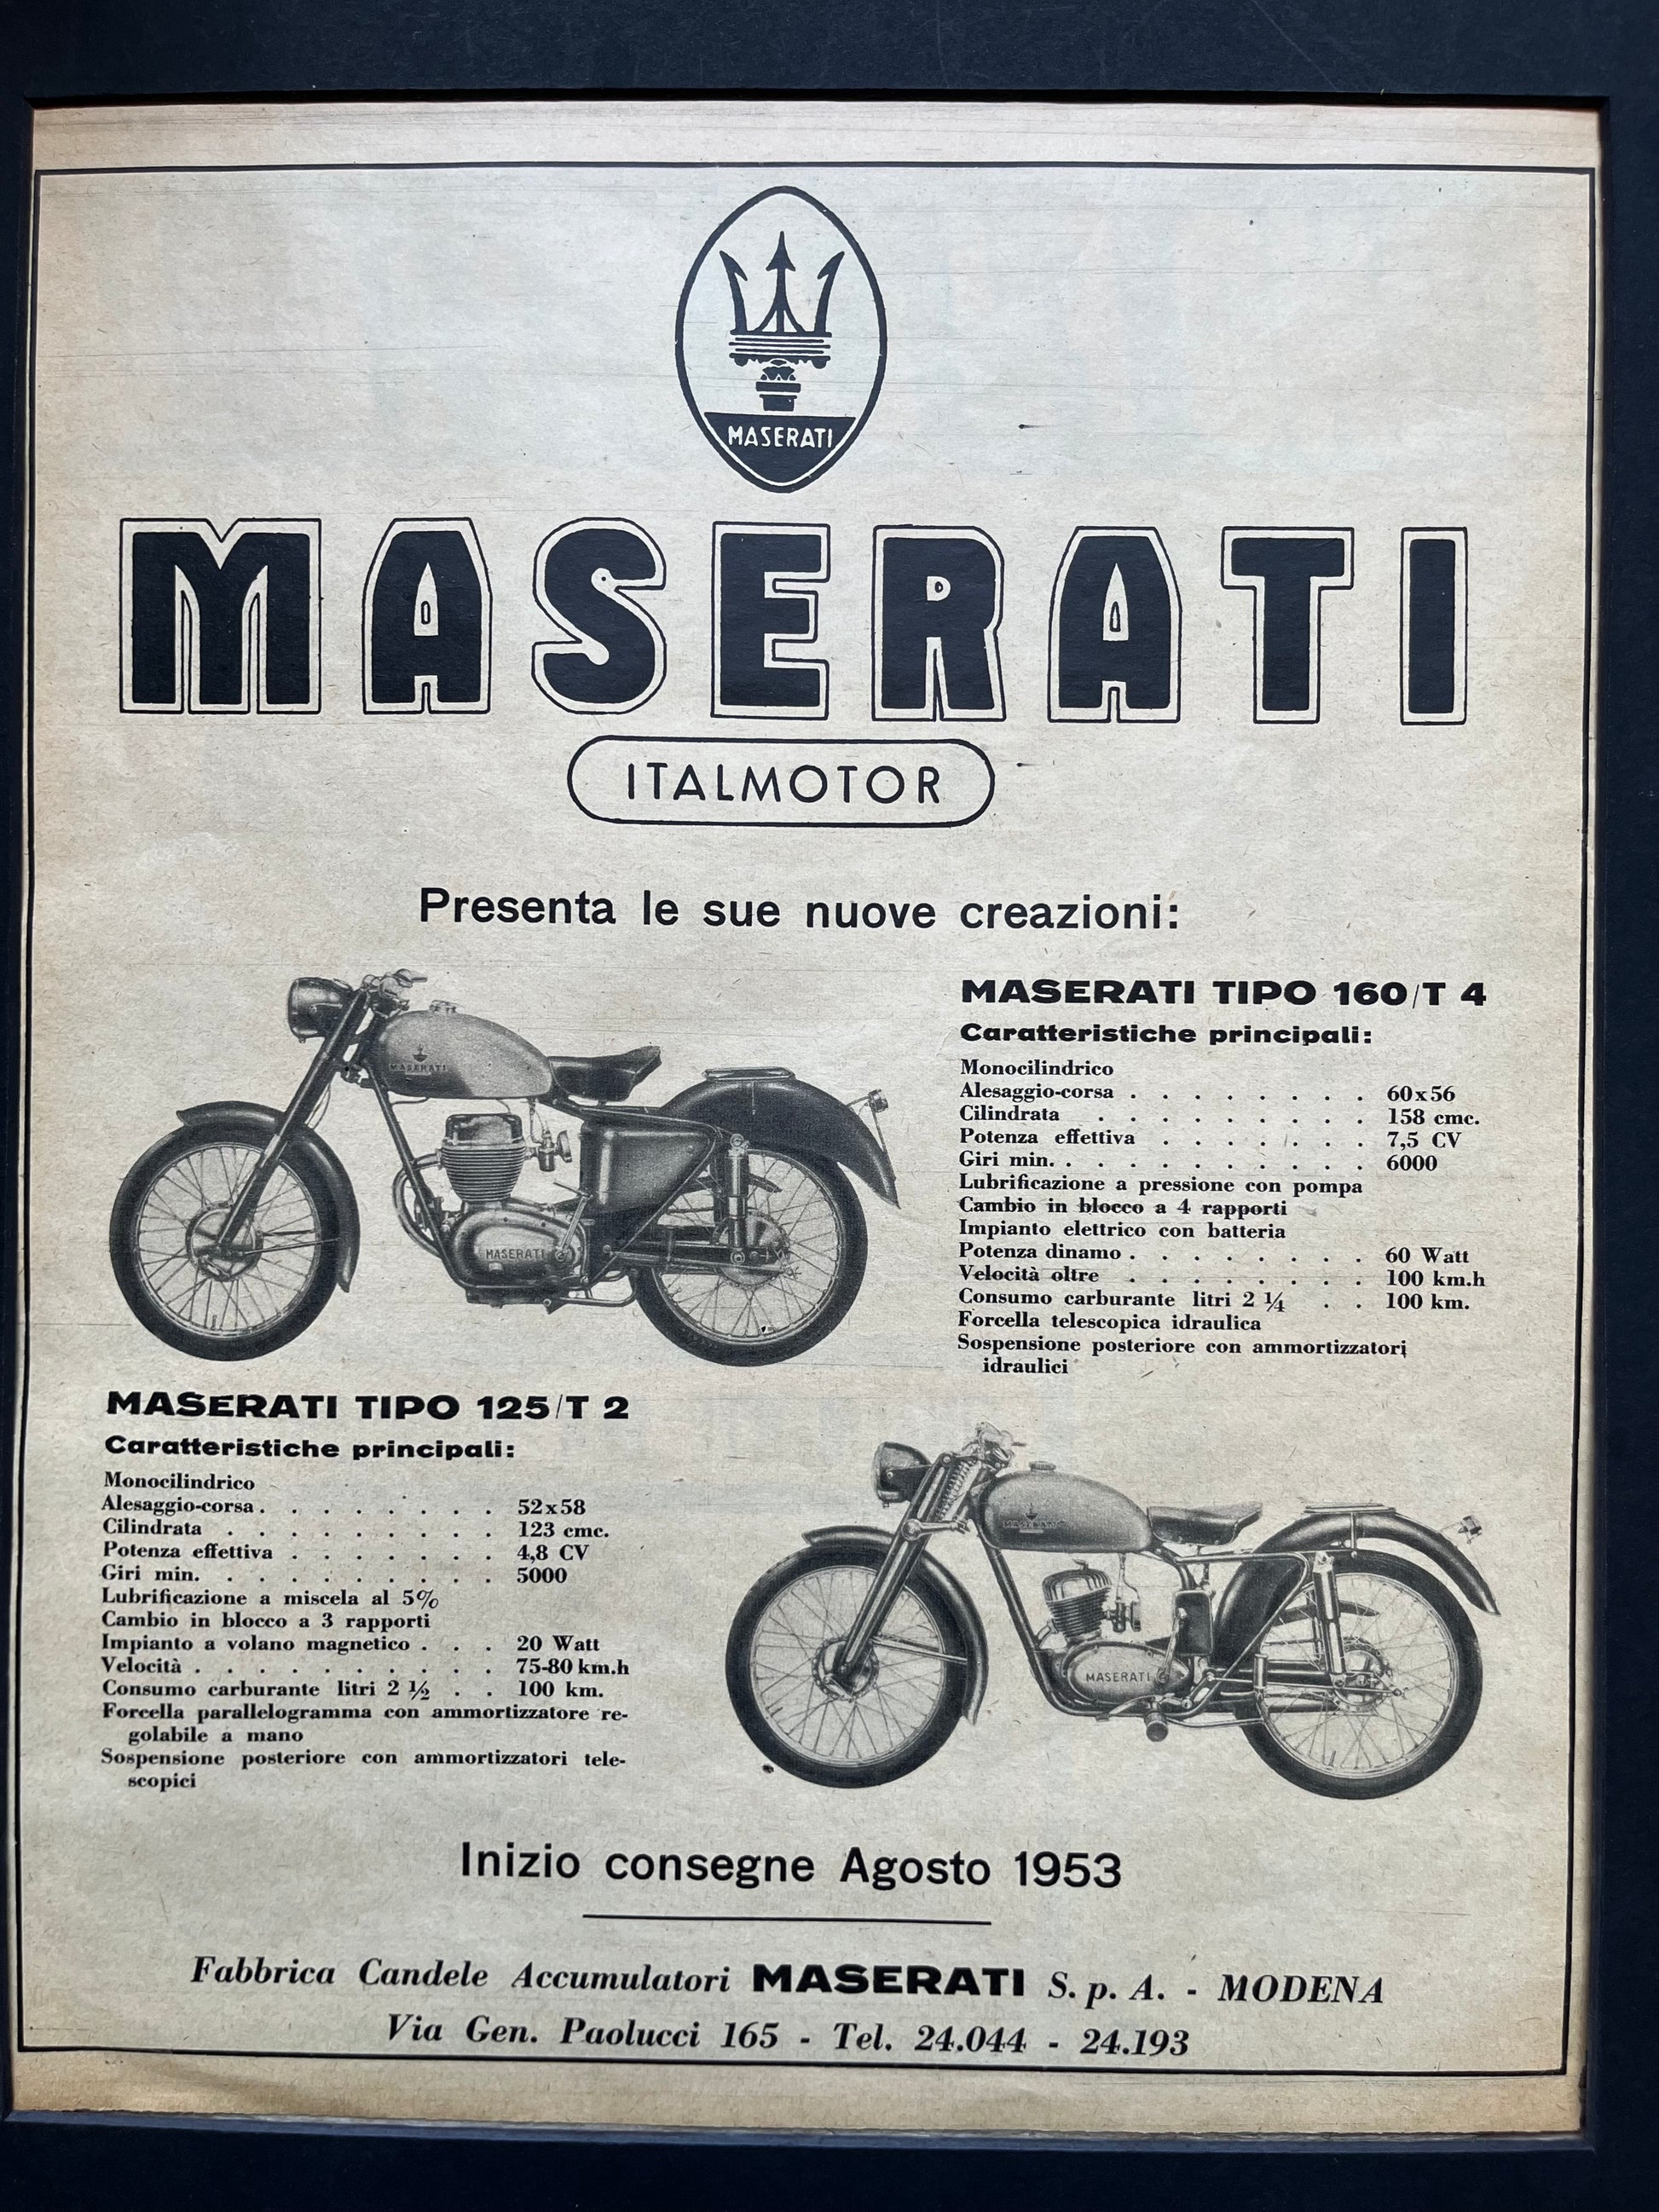 MASERATI
MASERATI
ITALMOTOR
Presenta le sue nuove creazioni:
MASERATI
MASERATI
MASERATI TIPO 160/T 4
Caratteristiche principali:
Monocilindrico
Alesaggio-corsa . . . . . . . . 60x56
Cilindrata . . . . . . . . . 158 cmc.
Potenza effettiva . . . . . . . 7,5 CV
Giri min. . . . . . . . . . . 6000
Lubrificazione a pressione con pompa
Cambio in blocco a 4 rapporti
Impianto elettrico con batteria
Potenza dinamo . . . . . . . . 60 Watt
Velocità oltre . . . . . . . . 100 km.h
Consumo carburante litri 2 ¼ . . 100 km.
Forcella telescopica idraulica
Sospensione posteriore con ammortizzatori
idraulici
MASERATI TIPO 125/T 2
Caratteristiche principali:
Monocilindrico
Alesaggio-corsa . . . . . . . . 52x58
Cilindrata . . . . . . . . . 123 cmc.
Potenza effettiva . . . . . . . 4,8 CV
Giri min. . . . . . . . . . 5000
Lubrificazione a miscela al 5%
Cambio in blocco a 3 rapporti
Impianto a volano magnetico . . . 20 Watt
Velocità . . . . . . . . . . 75-80 km.h
Consumo carburante litri 2 ½ . . 100 km.
Forcella parallelogramma con ammortizzatore re-
golabile a mano
Sospensione posteriore con ammortizzatori tele-
scopici
MASERATI
MASERATI
Inizio consegne Agosto 1953
Fabbrica Candele Accumulatori MASERATI S. p. A. - MODENA
Via Gen. Paolucci 165 - Tel. 24.044 - 24.193